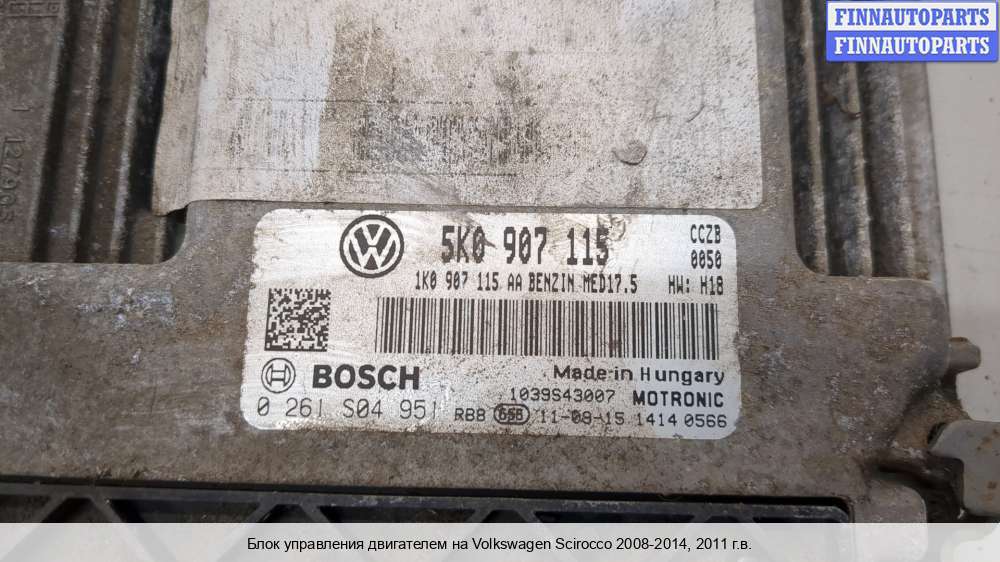 FINNAUTOPARTS
FINNAUTOPARTS
5K0 907 115
CCZB
0050
1K0 907 115 AA BENZIN MED17.5 HW: H18
BOSCH
Made in Hungary
1039S43007 MOTRONIC
0 261 S04 951 RBB 11-08-15 1414 0566
Блок управления двигателем на Volkswagen Scirocco 2008-2014, 2011 г.в.